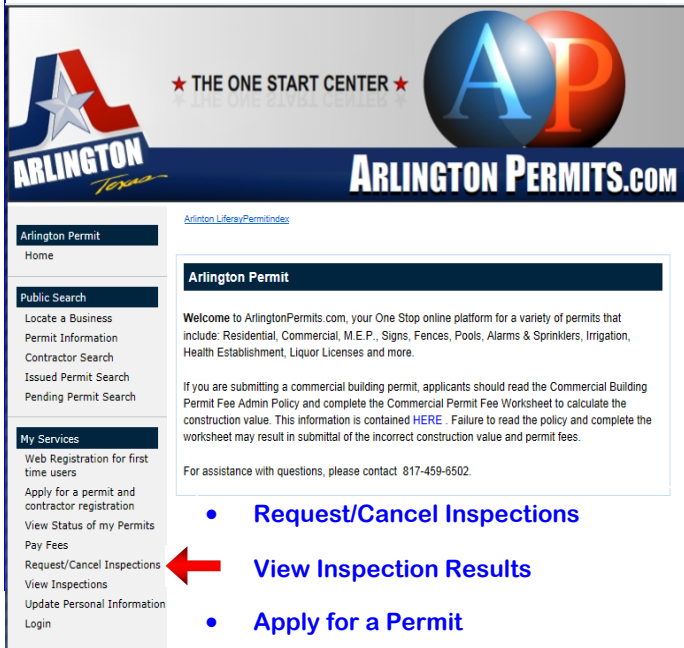 ★ THE ONE START CENTER ★
AP
ARLINGTON
Texas
ARLINGTON PERMITS.COM
Arlinton LiferayPermitindex
Arlington Permit
Home
Public Search
Locate a Business
Permit Information
Contractor Search
Issued Permit Search
Pending Permit Search
My Services
Web Registration for first
time users
Apply for a permit and
contractor registration
View Status of my Permits
Pay Fees
Request/Cancel Inspections
View Inspections
Update Personal Information
Login
Arlington Permit
Welcome to ArlingtonPermits.com, your One Stop online platform for a variety of permits that
include: Residential, Commercial, M.E.P., Signs, Fences, Pools, Alarms & Sprinklers, Irrigation,
Health Establishment, Liquor Licenses and more.
If you are submitting a commercial building permit, applicants should read the Commercial Building
Permit Fee Admin Policy and complete the Commercial Permit Fee Worksheet to calculate the
construction value. This information is contained HERE . Failure to read the policy and complete the
worksheet may result in submittal of the incorrect construction value and permit fees.
For assistance with questions, please contact 817-459-6502.
• Request/Cancel Inspections
View Inspection Results
• Apply for a Permit